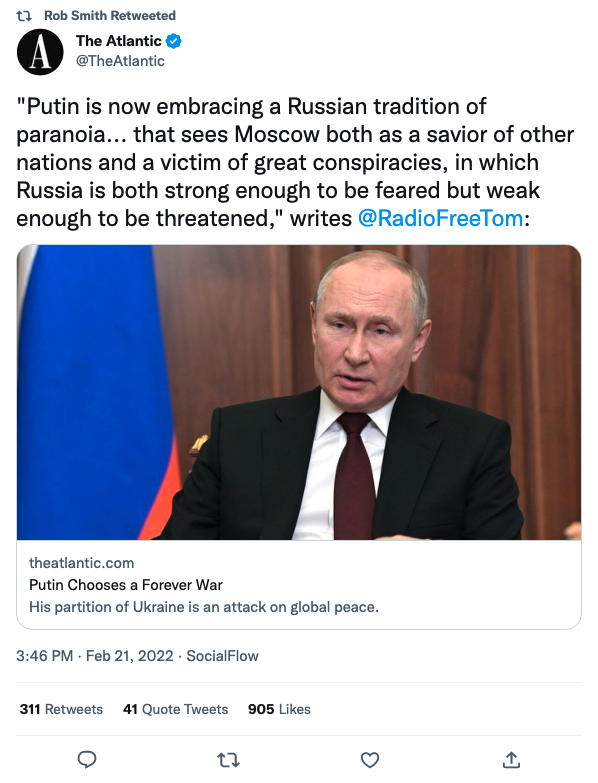 Rob Smith Retweeted
The Atlantic
@TheAtlantic
"Putin is now embracing a Russian tradition of
paranoia… that sees Moscow both as a savior of other
nations and a victim of great conspiracies, in which
Russia is both strong enough to be feared but weak
enough to be threatened," writes @RadioFreeTom:
theatlantic.com
Putin Chooses a Forever War
His partition of Ukraine is an attack on global peace.
3:46 PM · Feb 21, 2022 · SocialFlow
311 Retweets 41 Quote Tweets 905 Likes